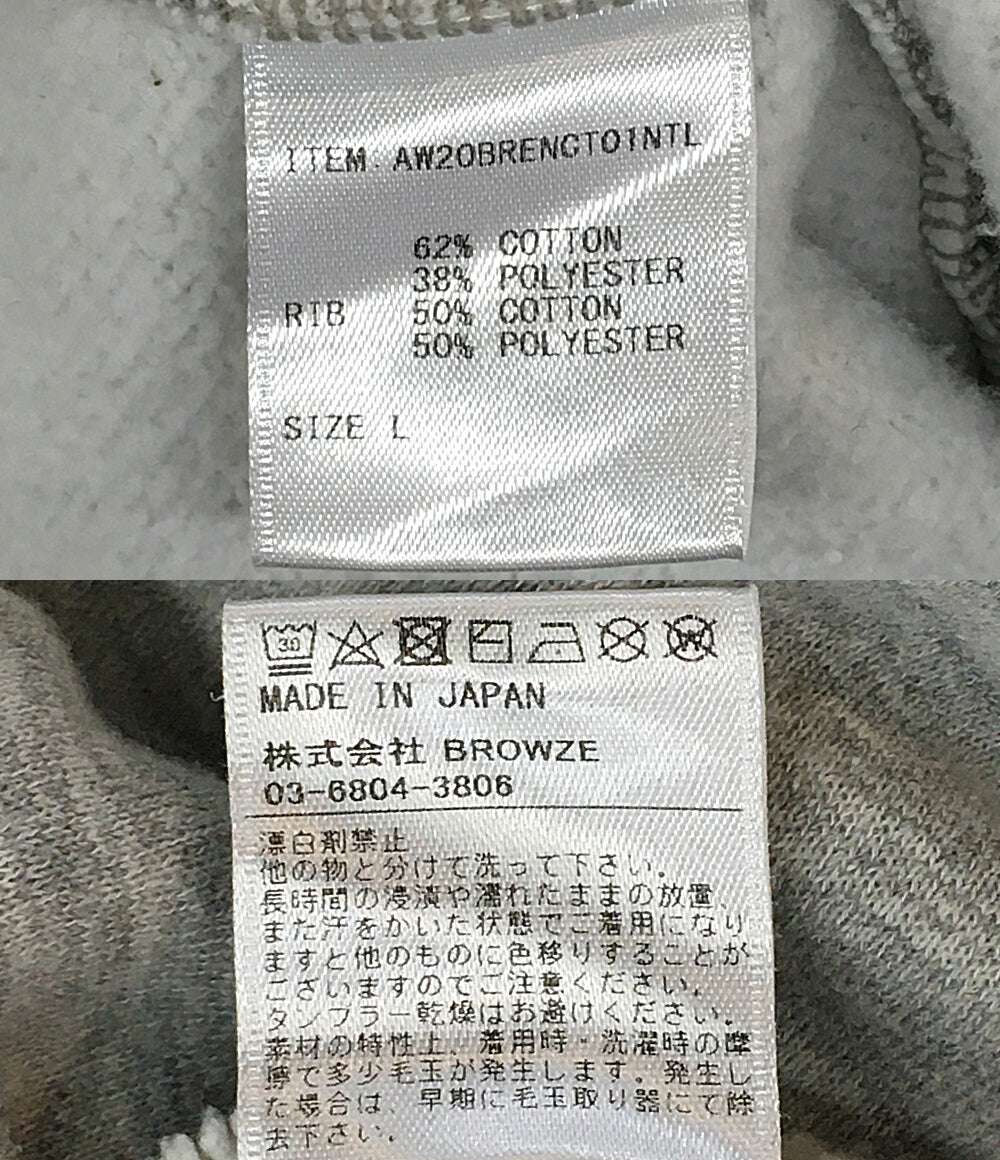 ITEM. AW20BRENCT01NTL
62% COTTON
38% POLYESTER
RIB 50% COTTON
50% POLYESTER
SIZE L
30
W
MADE IN JAPAN
株式会社 BROWZE
03-6804-3806
漂白剤禁止
他の物と分けて洗って下さい。
長時間の浸漬や濡れたままの放置、
また汗をかいた状態でご着用になり
ますと他のものに色移りすることが
ございますのでご注意ください。
タンブラー乾燥はお避けください。
素材の特性上、着用時・洗濯時の摩
擦で多少毛玉が発生します。発生し
た場合は、早期に毛玉取り器にて除
去下さい。